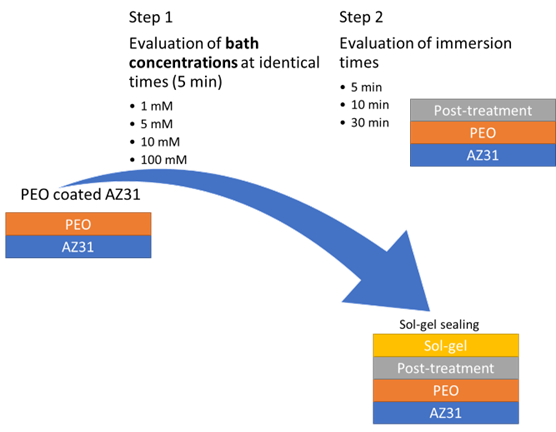 Step 1
Evaluation of bath
concentrations at identical
times (5 min)
• 1 mM
• 5 mM
• 10 mM
• 100 mM
Step 2
Evaluation of immersion
times
• 5 min
• 10 min
• 30 min
Post-treatment
PEO
AZ31
PEO coated AZ31
PEO
AZ31
Sol-gel sealing
Sol-gel
Post-treatment
PEO
AZ31